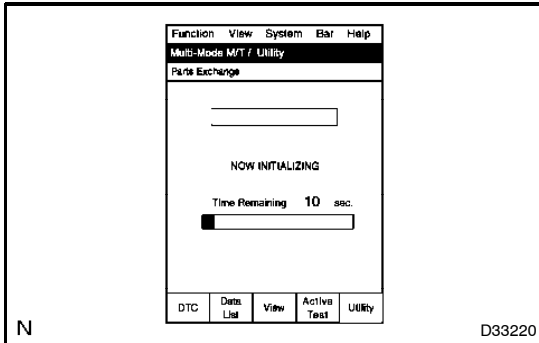 Function View System Bar Help
Multi-Mode M/T / Utility
Parts Exchange
NOW INITIALIZING
Time Remaining 10 sec.
DTC Data List View Active Test Utility
N
D33220